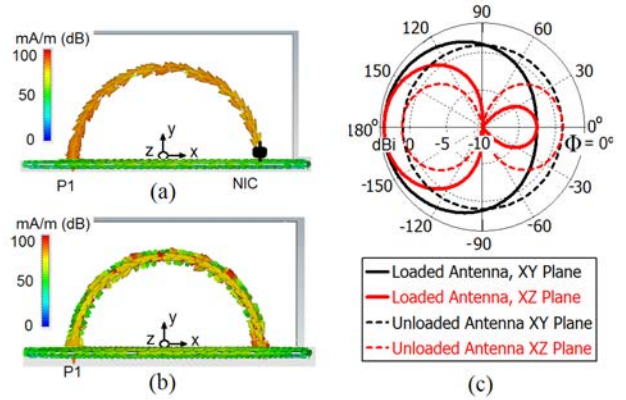 mA/m (dB)
100
50
0
y
z
x
P1
NIC
(a)
mA/m (dB)
100
50
0
y
z
x
P1
(b)
(c)
90
120
60
150
30
180°
dBi
0
-5
-10
0°
Φ = 0°
-150
-30
-120
-60
-90
Loaded Antenna, XY Plane
Loaded Antenna, XZ Plane
Unloaded Antenna XY Plane
Unloaded Antenna XZ Plane